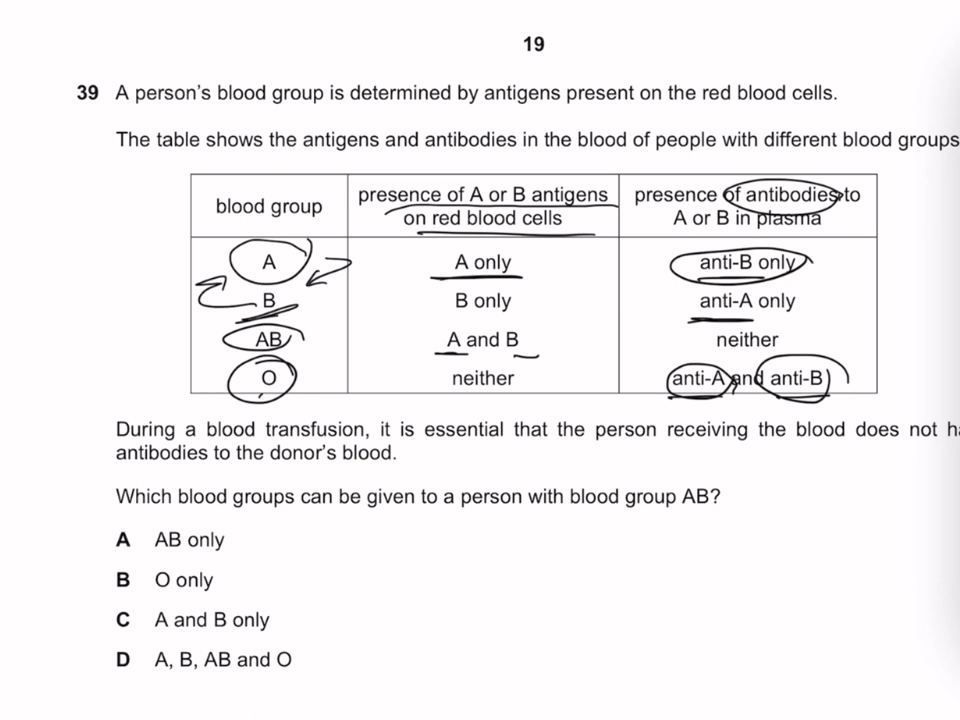 19
39 A person's blood group is determined by antigens present on the red blood cells.
The table shows the antigens and antibodies in the blood of people with different blood groups
blood group
presence of A or B antigens
on red blood cells
presence of antibodies to
A or B in plasma
A A only anti-B only
B B only anti-A only
AB A and B neither
O neither anti-A and anti-B
During a blood transfusion, it is essential that the person receiving the blood does not
antibodies to the donor's blood.
Which blood groups can be given to a person with blood group AB?
A AB only
B O only
C A and B only
D A, B, AB and O